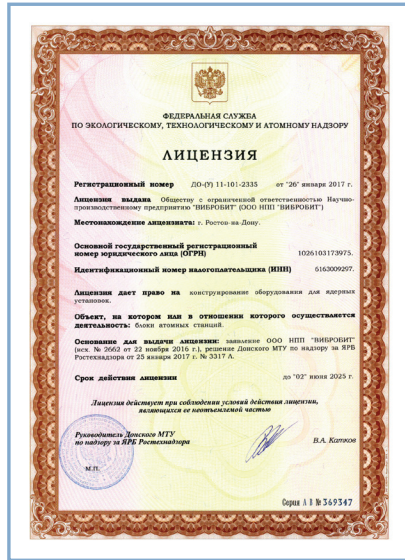 ФЕДЕРАЛЬНАЯ СЛУЖБА
ПО ЭКОЛОГИЧЕСКОМУ, ТЕХНОЛОГИЧЕСКОМУ И АТОМНОМУ НАДЗОРУ
ЛИЦЕНЗИЯ
Регистрационный номер ДО-(У) 11-101-2335 от "26" января 2017 г.
Лицензия выдана Обществу с ограниченной ответственностью Научно-
производственному предприятию "ВИБРОБИТ" (ООО НПП "ВИБРОБИТ")
Местонахождение лицензиата: г. Ростов-на-Дону.
Основной государственный регистрационный
номер юридического лица (ОГРН) 1026103173975.
Идентификационный номер налогоплательщика (ИНН) 6163009297.
Лицензия дает право на конструирование оборудования для ядерных
установок.
Объект, на котором или в отношении которого осуществляется
деятельность: блоки атомных станций.
Основание для выдачи лицензии: заявление ООО НПП "ВИБРОБИТ"
(исх. № 2662 от 22 ноября 2016 г.), решение Донского МТУ по надзору за ЯРБ
Ростехнадзора от 25 января 2017 г. № 3317 А.
Срок действия лицензии до "02" июня 2025 г.
Лицензия действует при соблюдении условий действия лицензии,
являющихся ее неотъемлемой частью
Руководитель Донского МТУ
по надзору за ЯРБ Ростехнадзора В.А. Катков
М.П.
Серия А В № 369347